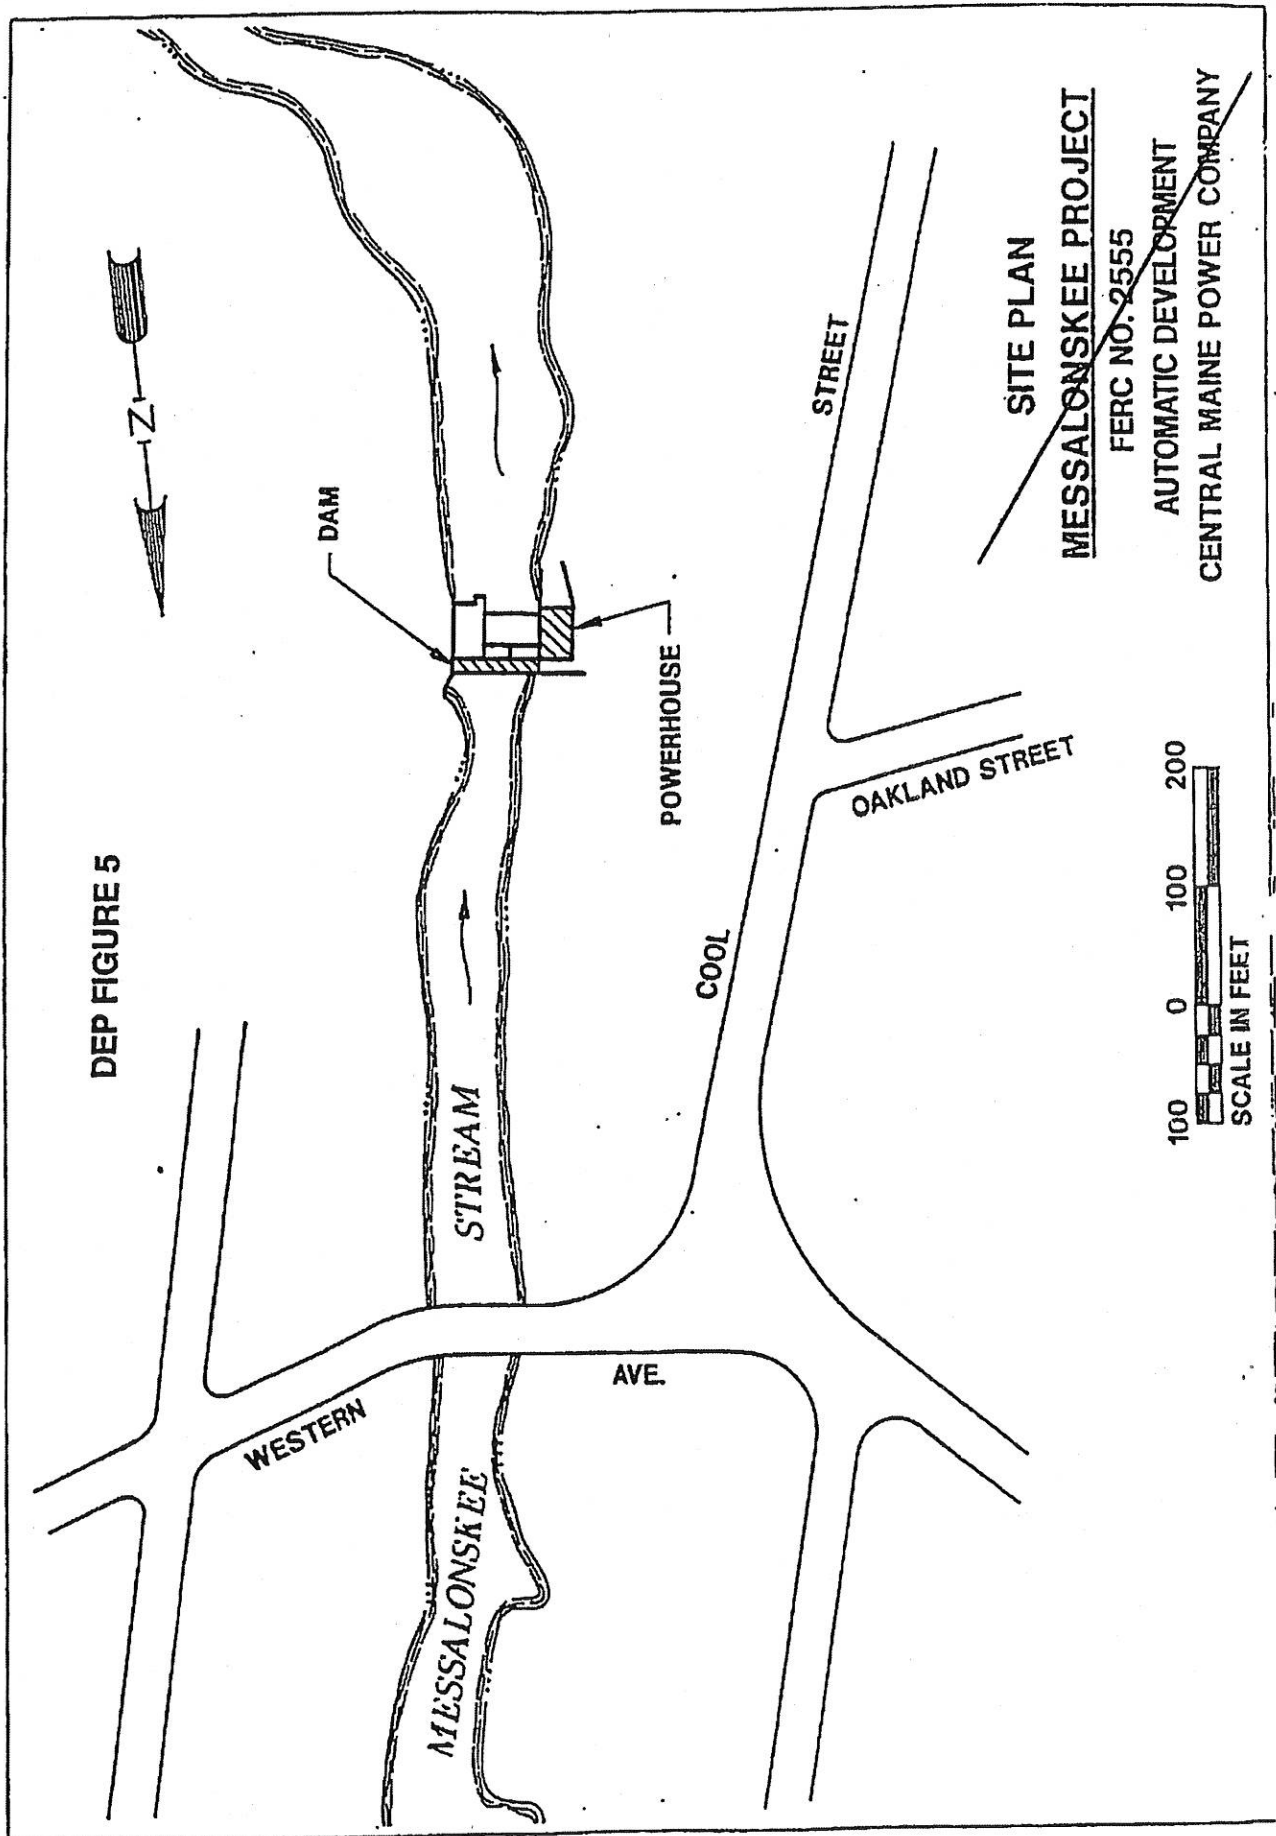 DEP FIGURE 5
N
DAM
POWERHOUSE
WESTERN
AVE.
MESSALONSKEE
STREAM
COOL
STREET
OAKLAND STREET
SITE PLAN
MESSALONSKEE PROJECT
FERC NO. 2555
AUTOMATIC DEVELOPMENT
CENTRAL MAINE POWER COMPANY
100 0 100 200
SCALE IN FEET